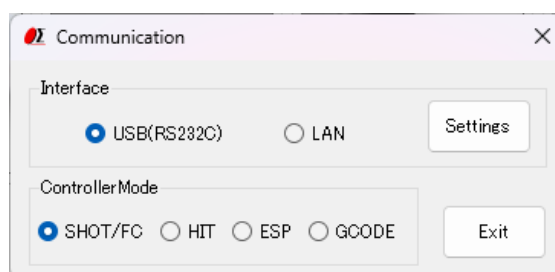 Communication
Interface
USB(RS232C) LAN Settings
ControllerMode
SHOT/FC HIT ESP GCODE Exit